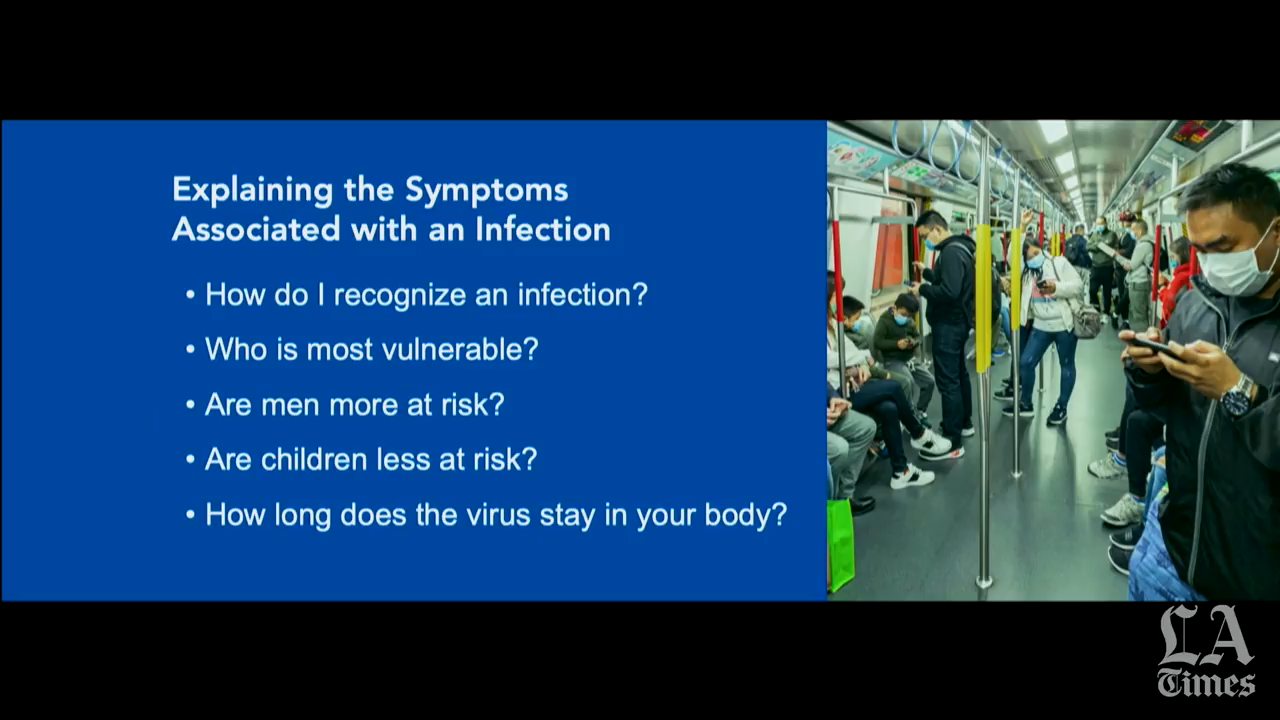 Explaining the Symptoms
Associated with an Infection
• How do I recognize an infection?
• Who is most vulnerable?
• Are men more at risk?
• Are children less at risk?
• How long does the virus stay in your body?
LA
Times